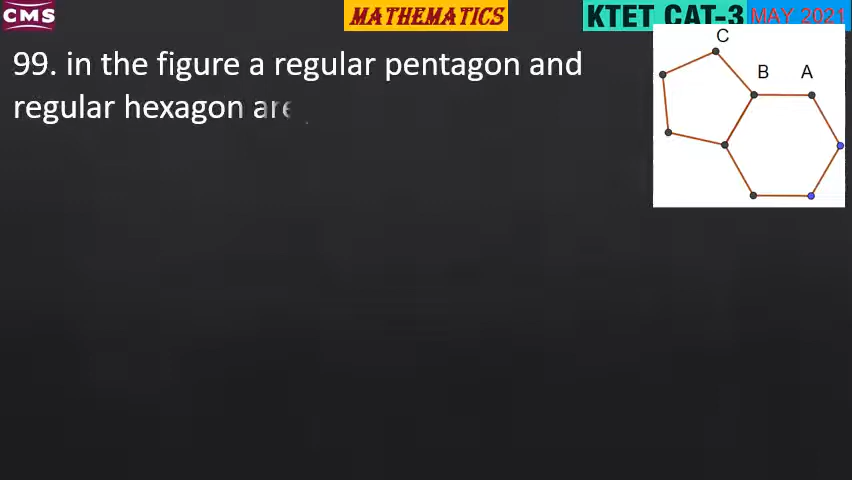 CMS
MATHEMATICS
KTET CAT-3
MAY 2021
99. in the figure a regular pentagon and
regular hexagon are
C
B
A